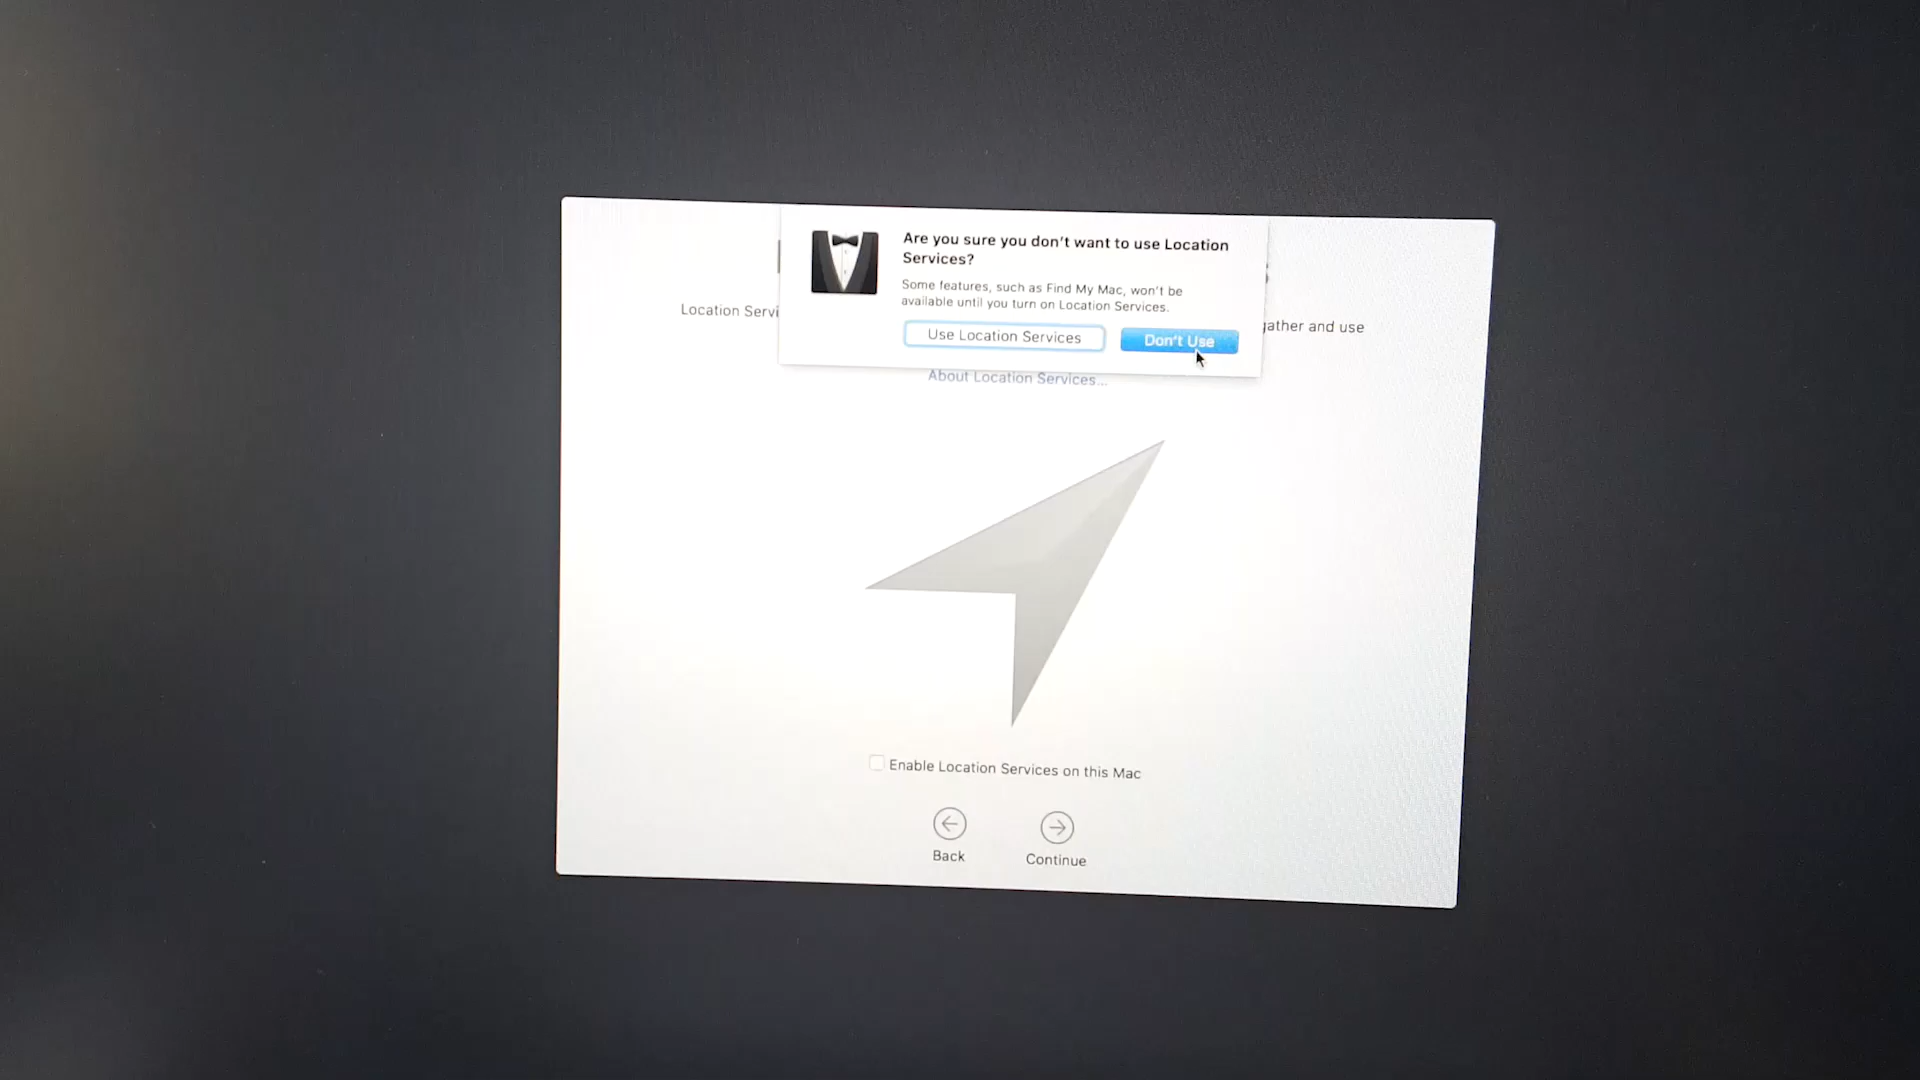 Are you sure you don't want to use Location
Services?
Some features, such as Find My Mac, won't be
available until you turn on Location Services.
Location Servi
gather and use
Use Location Services
Don't Use
About Location Services...
Enable Location Services on this Mac
Back
Continue